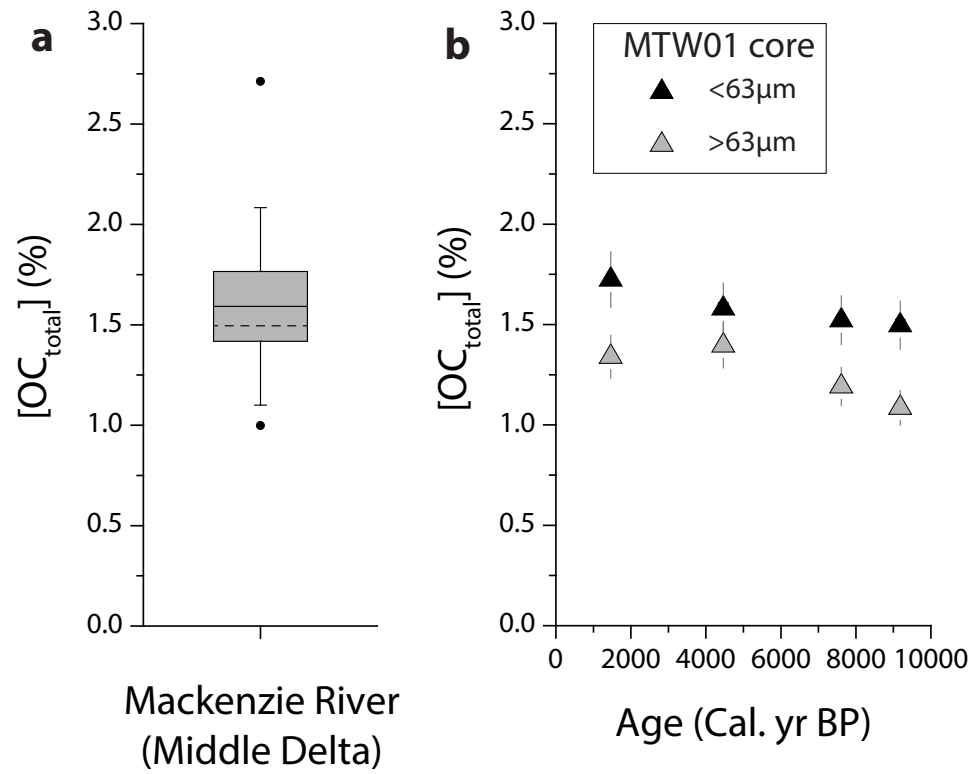 a
3.0
2.5
2.0
1.5
1.0
0.5
0.0
[OCtotal] (%)
Mackenzie River
(Middle Delta)
b
3.0
2.5
2.0
1.5
1.0
0.5
0.0
[OCtotal] (%)
MTW01 core
<63μm
>63μm
0 2000 4000 6000 8000 10000
Age (Cal. yr BP)